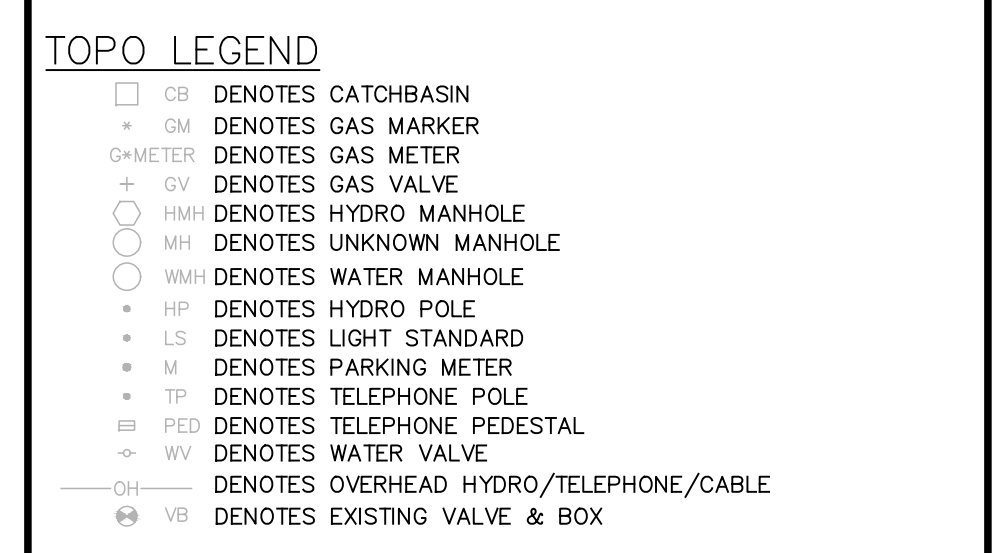 TOPO LEGEND
CB DENOTES CATCHBASIN
* GM DENOTES GAS MARKER
G*METER DENOTES GAS METER
GV DENOTES GAS VALVE
HMH DENOTES HYDRO MANHOLE
MH DENOTES UNKNOWN MANHOLE
WMH DENOTES WATER MANHOLE
HP DENOTES HYDRO POLE
LS DENOTES LIGHT STANDARD
M DENOTES PARKING METER
TP DENOTES TELEPHONE POLE
PED DENOTES TELEPHONE PEDESTAL
WV DENOTES WATER VALVE
OH DENOTES OVERHEAD HYDRO/TELEPHONE/CABLE
VB DENOTES EXISTING VALVE & BOX